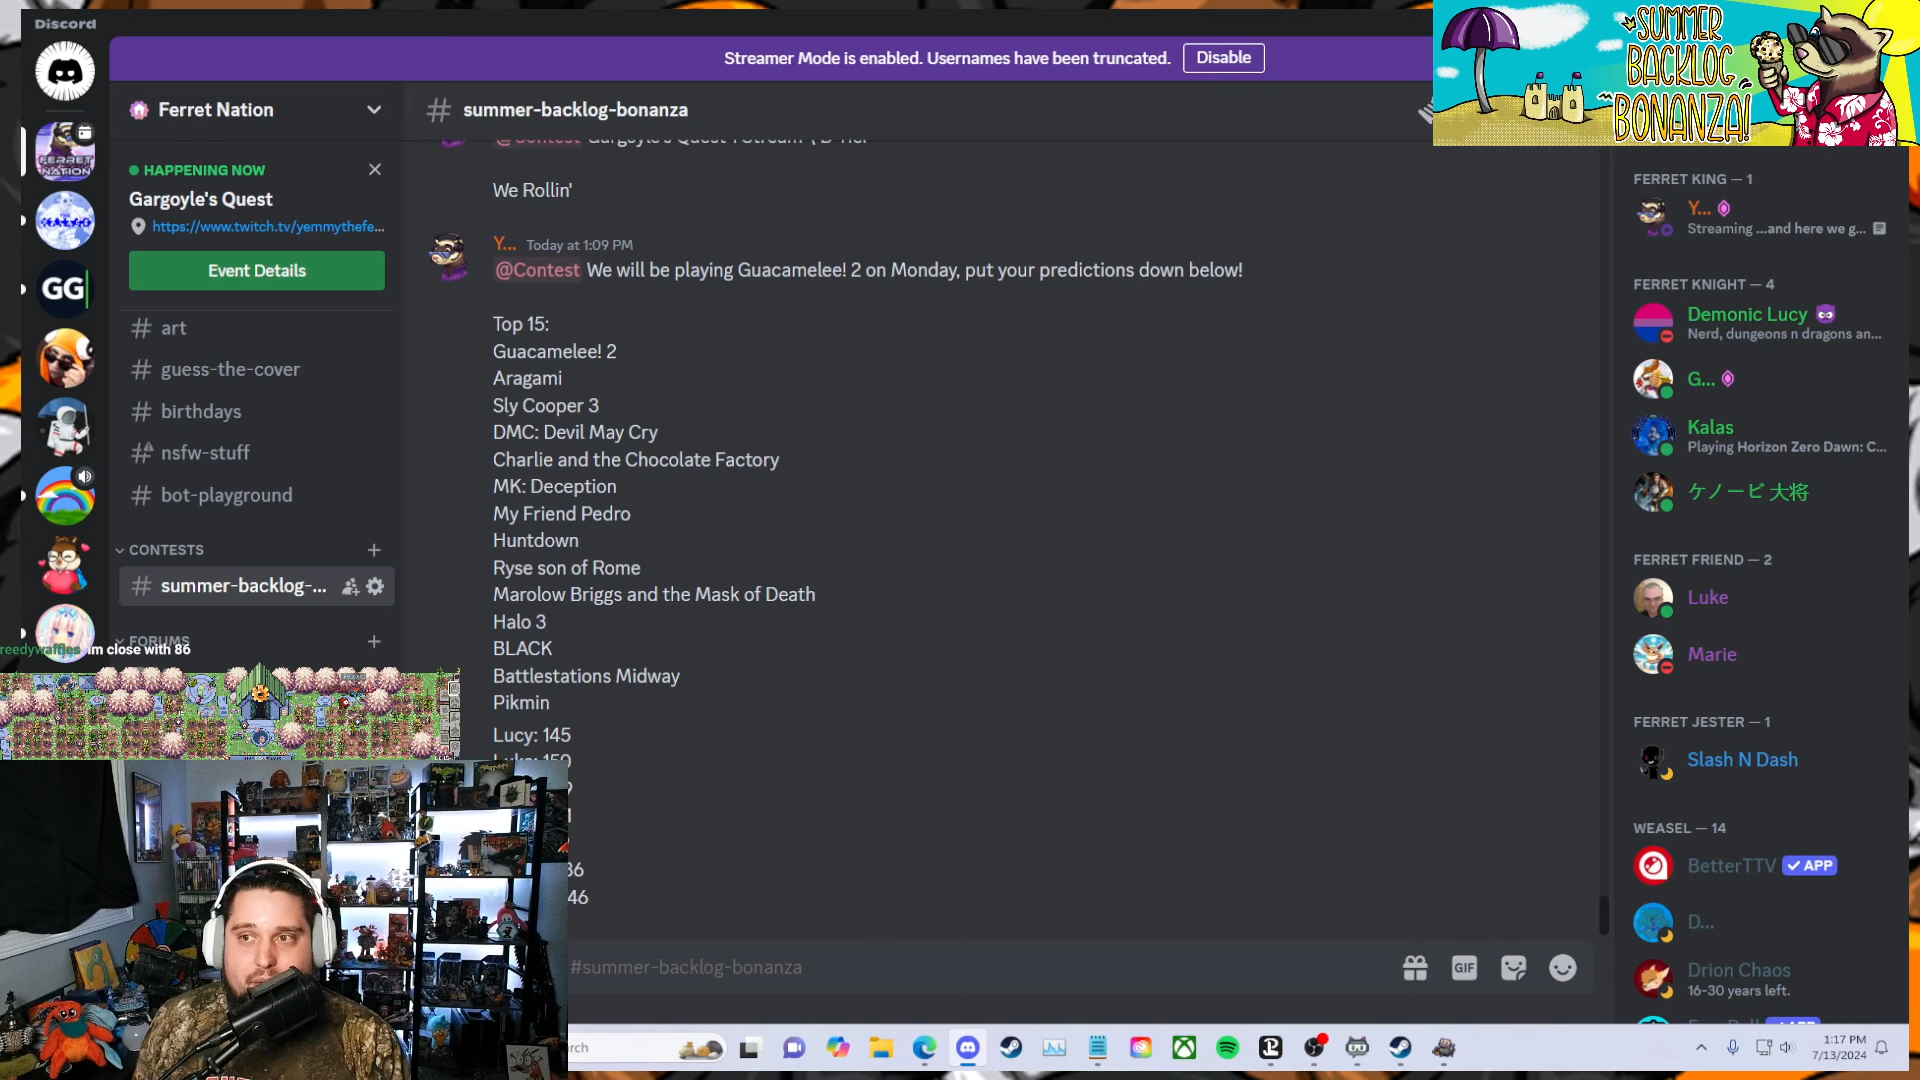 Discord
Streamer Mode is enabled. Usernames have been truncated.
Disable
SUMMER
BACKLOG
BONANZA!
Ferret Nation
# summer-backlog-bonanza
HAPPENING NOW
Gargoyle's Quest
https://www.twitch.tv/yemmythefe...
Event Details
FERRET
NATION
GG
# art
# guess-the-cover
# birthdays
nsfw-stuff
# bot-playground
CONTESTS
# summer-backlog-...
FORUMS
reedywaffles im close with 86
We Rollin'
Y... Today at 1:09 PM
@Contest We will be playing Guacamelee! 2 on Monday, put your predictions down below!
Top 15:
Guacamelee! 2
Aragami
Sly Cooper 3
DMC: Devil May Cry
Charlie and the Chocolate Factory
MK: Deception
My Friend Pedro
Huntdown
Ryse son of Rome
Marolow Briggs and the Mask of Death
Halo 3
BLACK
Battlestations Midway
Pikmin
Lucy: 145
Luke: 150
36
46
#summer-backlog-bonanza
GIF
FERRET KING — 1
Y...
Streaming ...and here we g...
FERRET KNIGHT — 4
Demonic Lucy
Nerd, dungeons n dragons an...
G...
Kalas
Playing Horizon Zero Dawn: C...
ケノービ 大将
FERRET FRIEND — 2
Luke
Marie
FERRET JESTER — 1
Slash N Dash
WEASEL — 14
BetterTTV ✓ APP
D...
Drion Chaos
16-30 years left.
rch
1:17 PM
7/13/2024